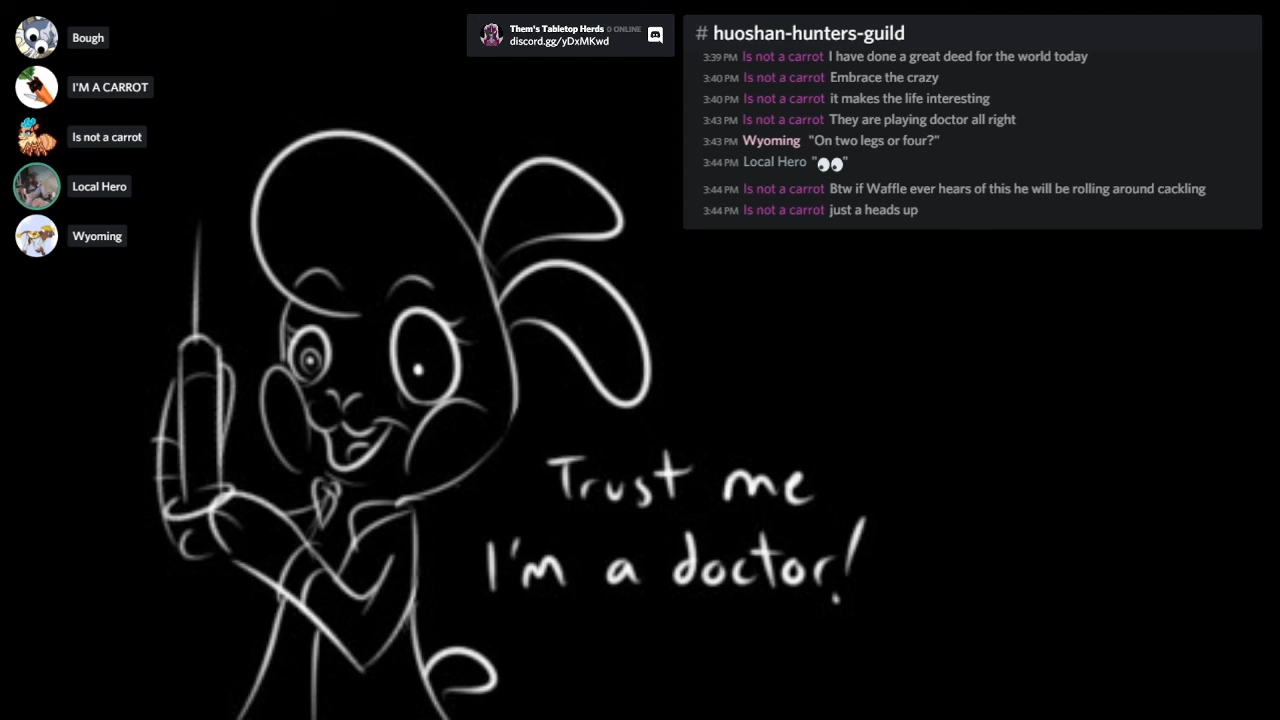 Bough
I'M A CARROT
Is not a carrot
Local Hero
Wyoming
Them's Tabletop Herds 0 ONLINE
discord.gg/yDxMKwd
# huoshan-hunters-guild
3:39 PM Is not a carrot I have done a great deed for the world today
3:40 PM Is not a carrot Embrace the crazy
3:40 PM Is not a carrot it makes the life interesting
3:43 PM Is not a carrot They are playing doctor all right
3:43 PM Wyoming "On two legs or four?"
3:44 PM Local Hero "👀"
3:44 PM Is not a carrot Btw if Waffle ever hears of this he will be rolling around cackling
3:44 PM Is not a carrot just a heads up
Trust me
I'm a doctor!